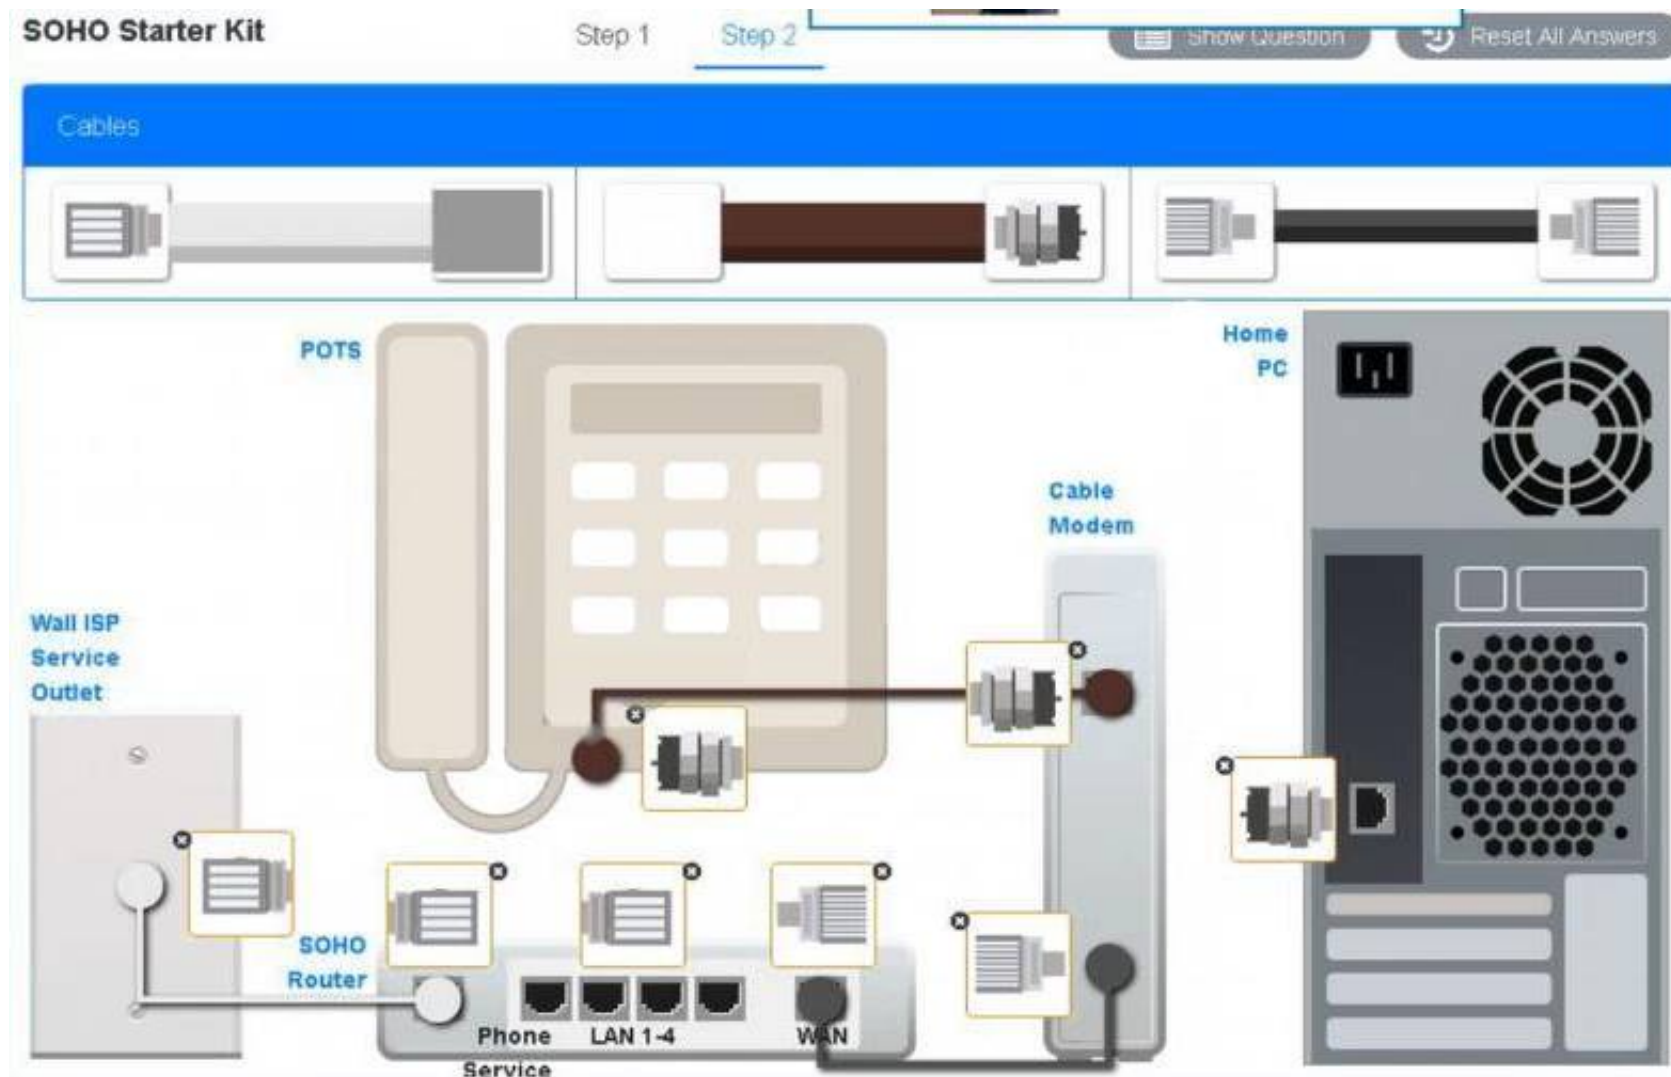 SOHO Starter Kit
Step 1
Step 2
Show Question
Reset All Answers
Cables
POTS
Home
PC
Cable
Modem
Wall ISP
Service
Outlet
SOHO
Router
Phone
Service
LAN 1-4
WAN